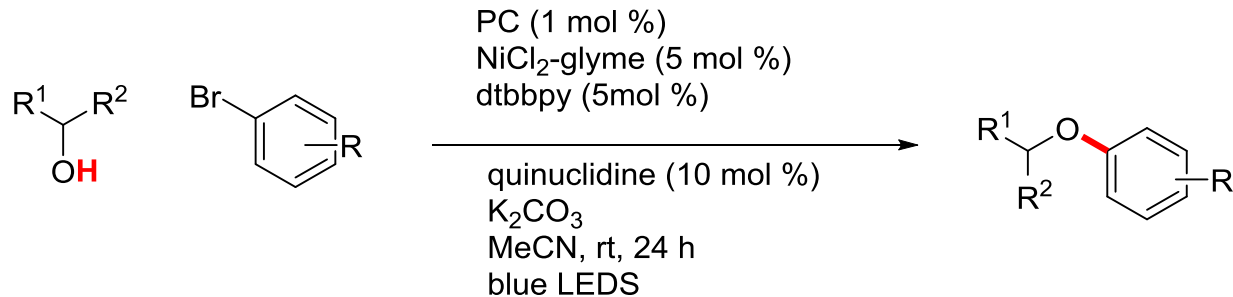 PC (1 mol %)
NiCl₂-glyme (5 mol %)
dtbbpy (5mol %)
R¹ R²
OH
Br
R
quinuclidine (10 mol %)
K₂CO₃
MeCN, rt, 24 h
blue LEDS
R¹ O
R²
R